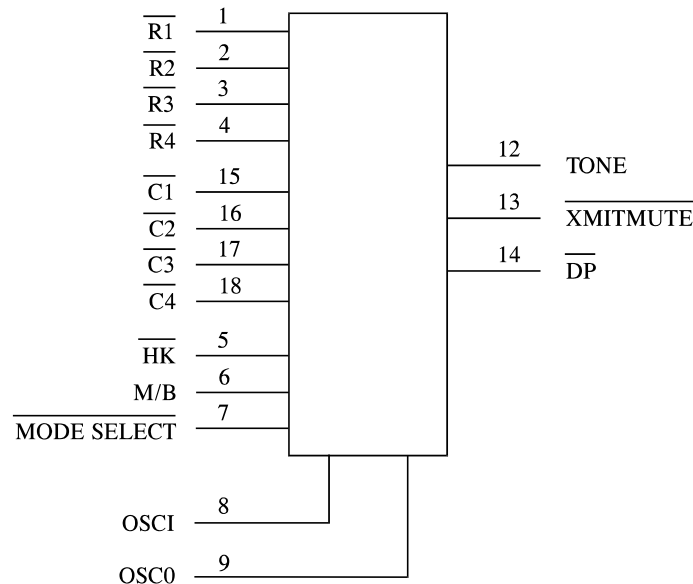 R1 1
R2 2
R3 3
R4 4
C1 15
C2 16
C3 17
C4 18
HK 5
M/B 6
MODE SELECT 7
OSCI 8
OSC0 9
12 TONE
13 XMITMUTE
14 DP